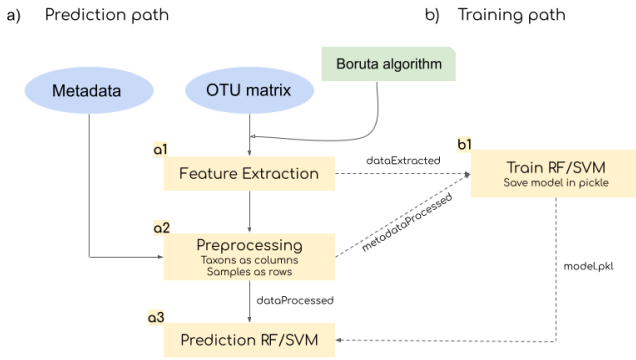 a) Prediction path
b) Training path
Boruta algorithm
Metadata
OTU matrix
a1
Feature Extraction
dataExtracted
b1
Train RF/SVM
Save model in pickle
a2
Preprocessing
Taxons as columns
Samples as rows
metadataProcessed
model.pkl
dataProcessed
a3
Prediction RF/SVM